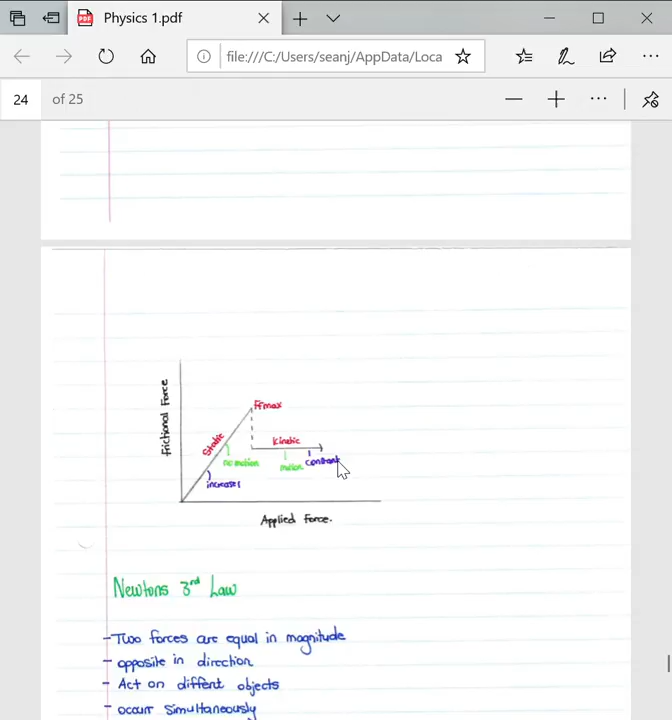 Physics 1.pdf
file:///C:/Users/seanj/AppData/Loca
24 of 25
Frictional Force
Ffmax
Static
Kinetic
no motion
motion
constant
increases
Applied Force.
Newtons 3rd Law
- Two forces are equal in magnitude
- opposite in direction
- Act on diffent objects
- occurr simultaneously